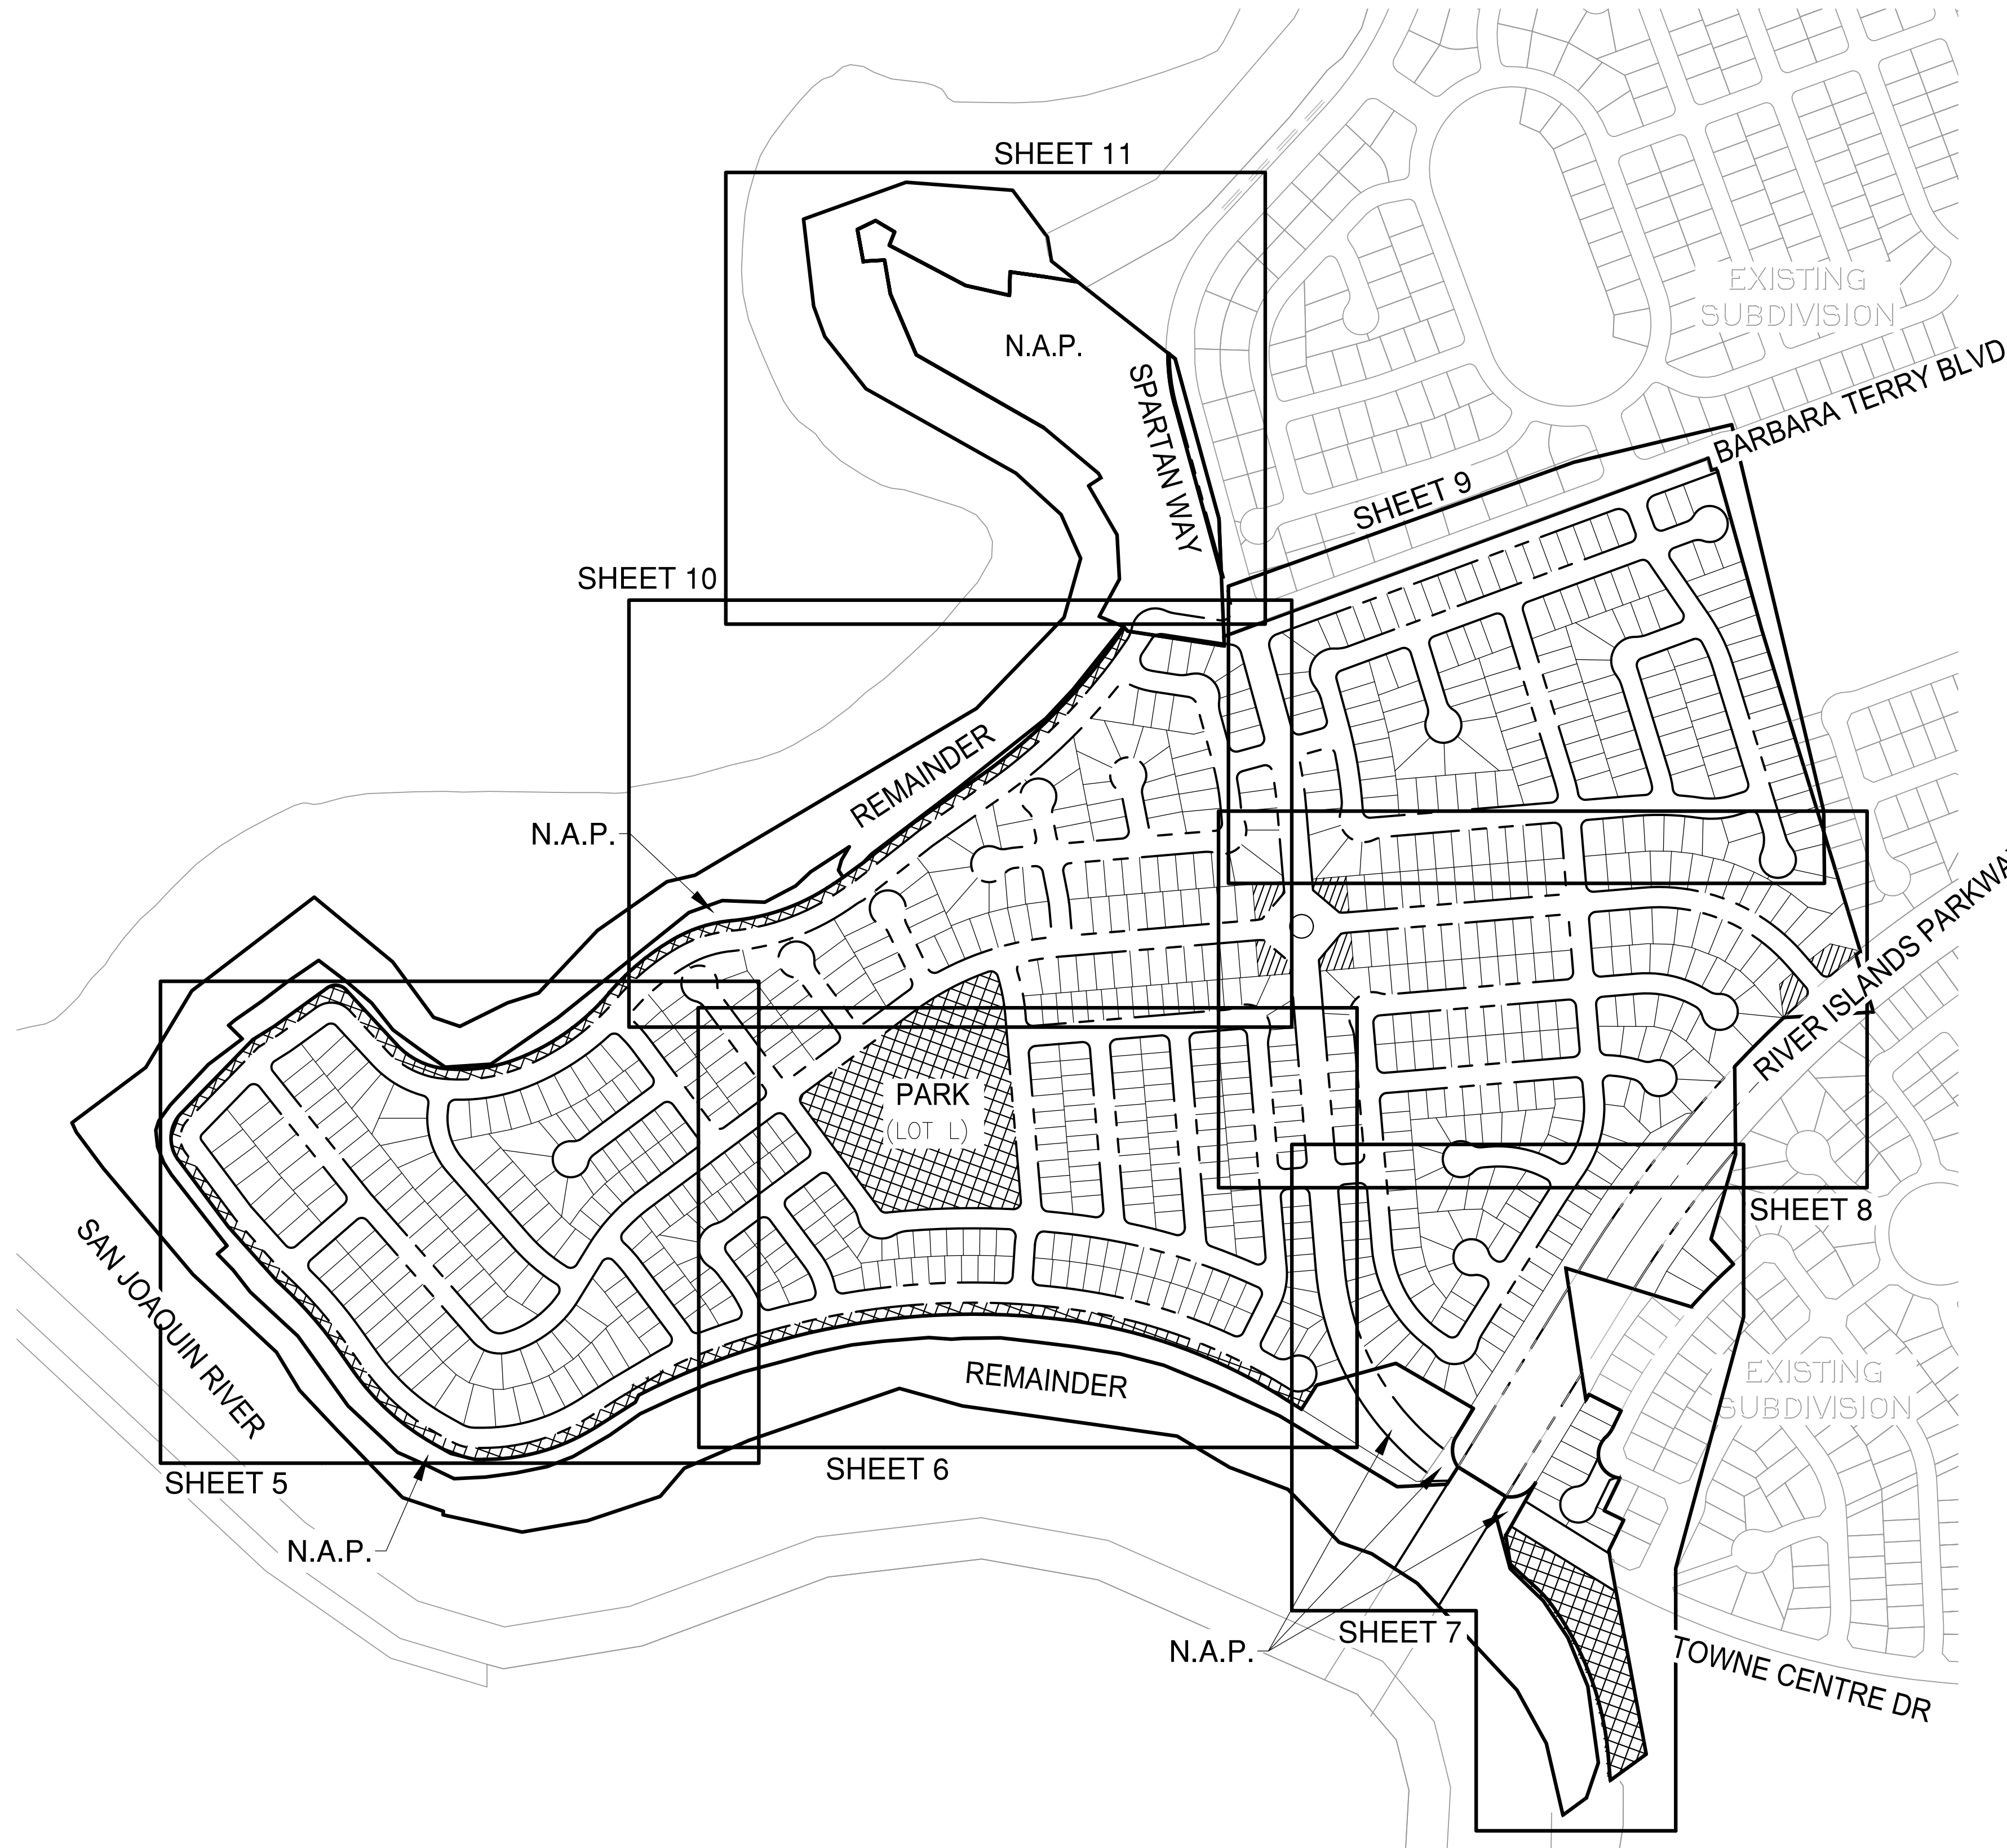 SHEET 11
EXISTING
SUBDIVISION
N.A.P.
BARBARA TERRY BLVD
SPARTAN WAY
SHEET 9
SHEET 10
REMAINDER
N.A.P.
RIVER ISLANDS PARKWA
PARK
(LOT L)
SHEET 8
SAN JOAQUIN RIVER
REMAINDER
EXISTING
SUBDIVISION
SHEET 5
SHEET 6
N.A.P.
SHEET 7
N.A.P.
TOWNE CENTRE DR